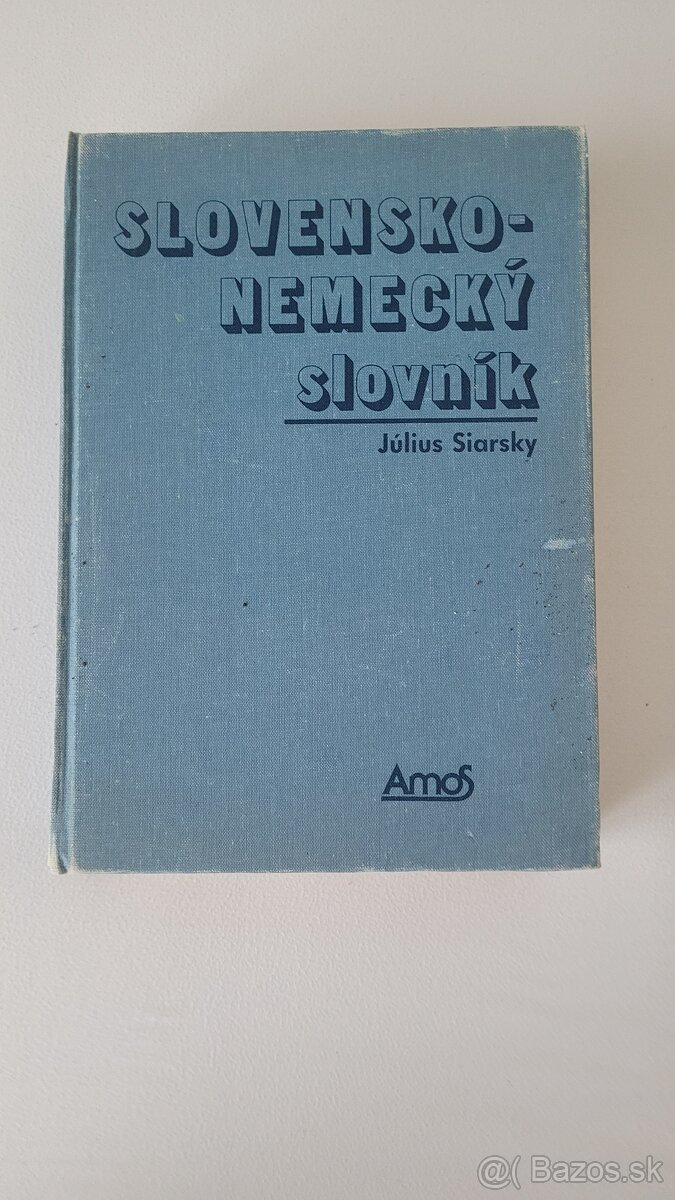 SLOVENSKO-
NEMECKÝ
slovník
Július Siarsky
Amos
@( Bazos.sk